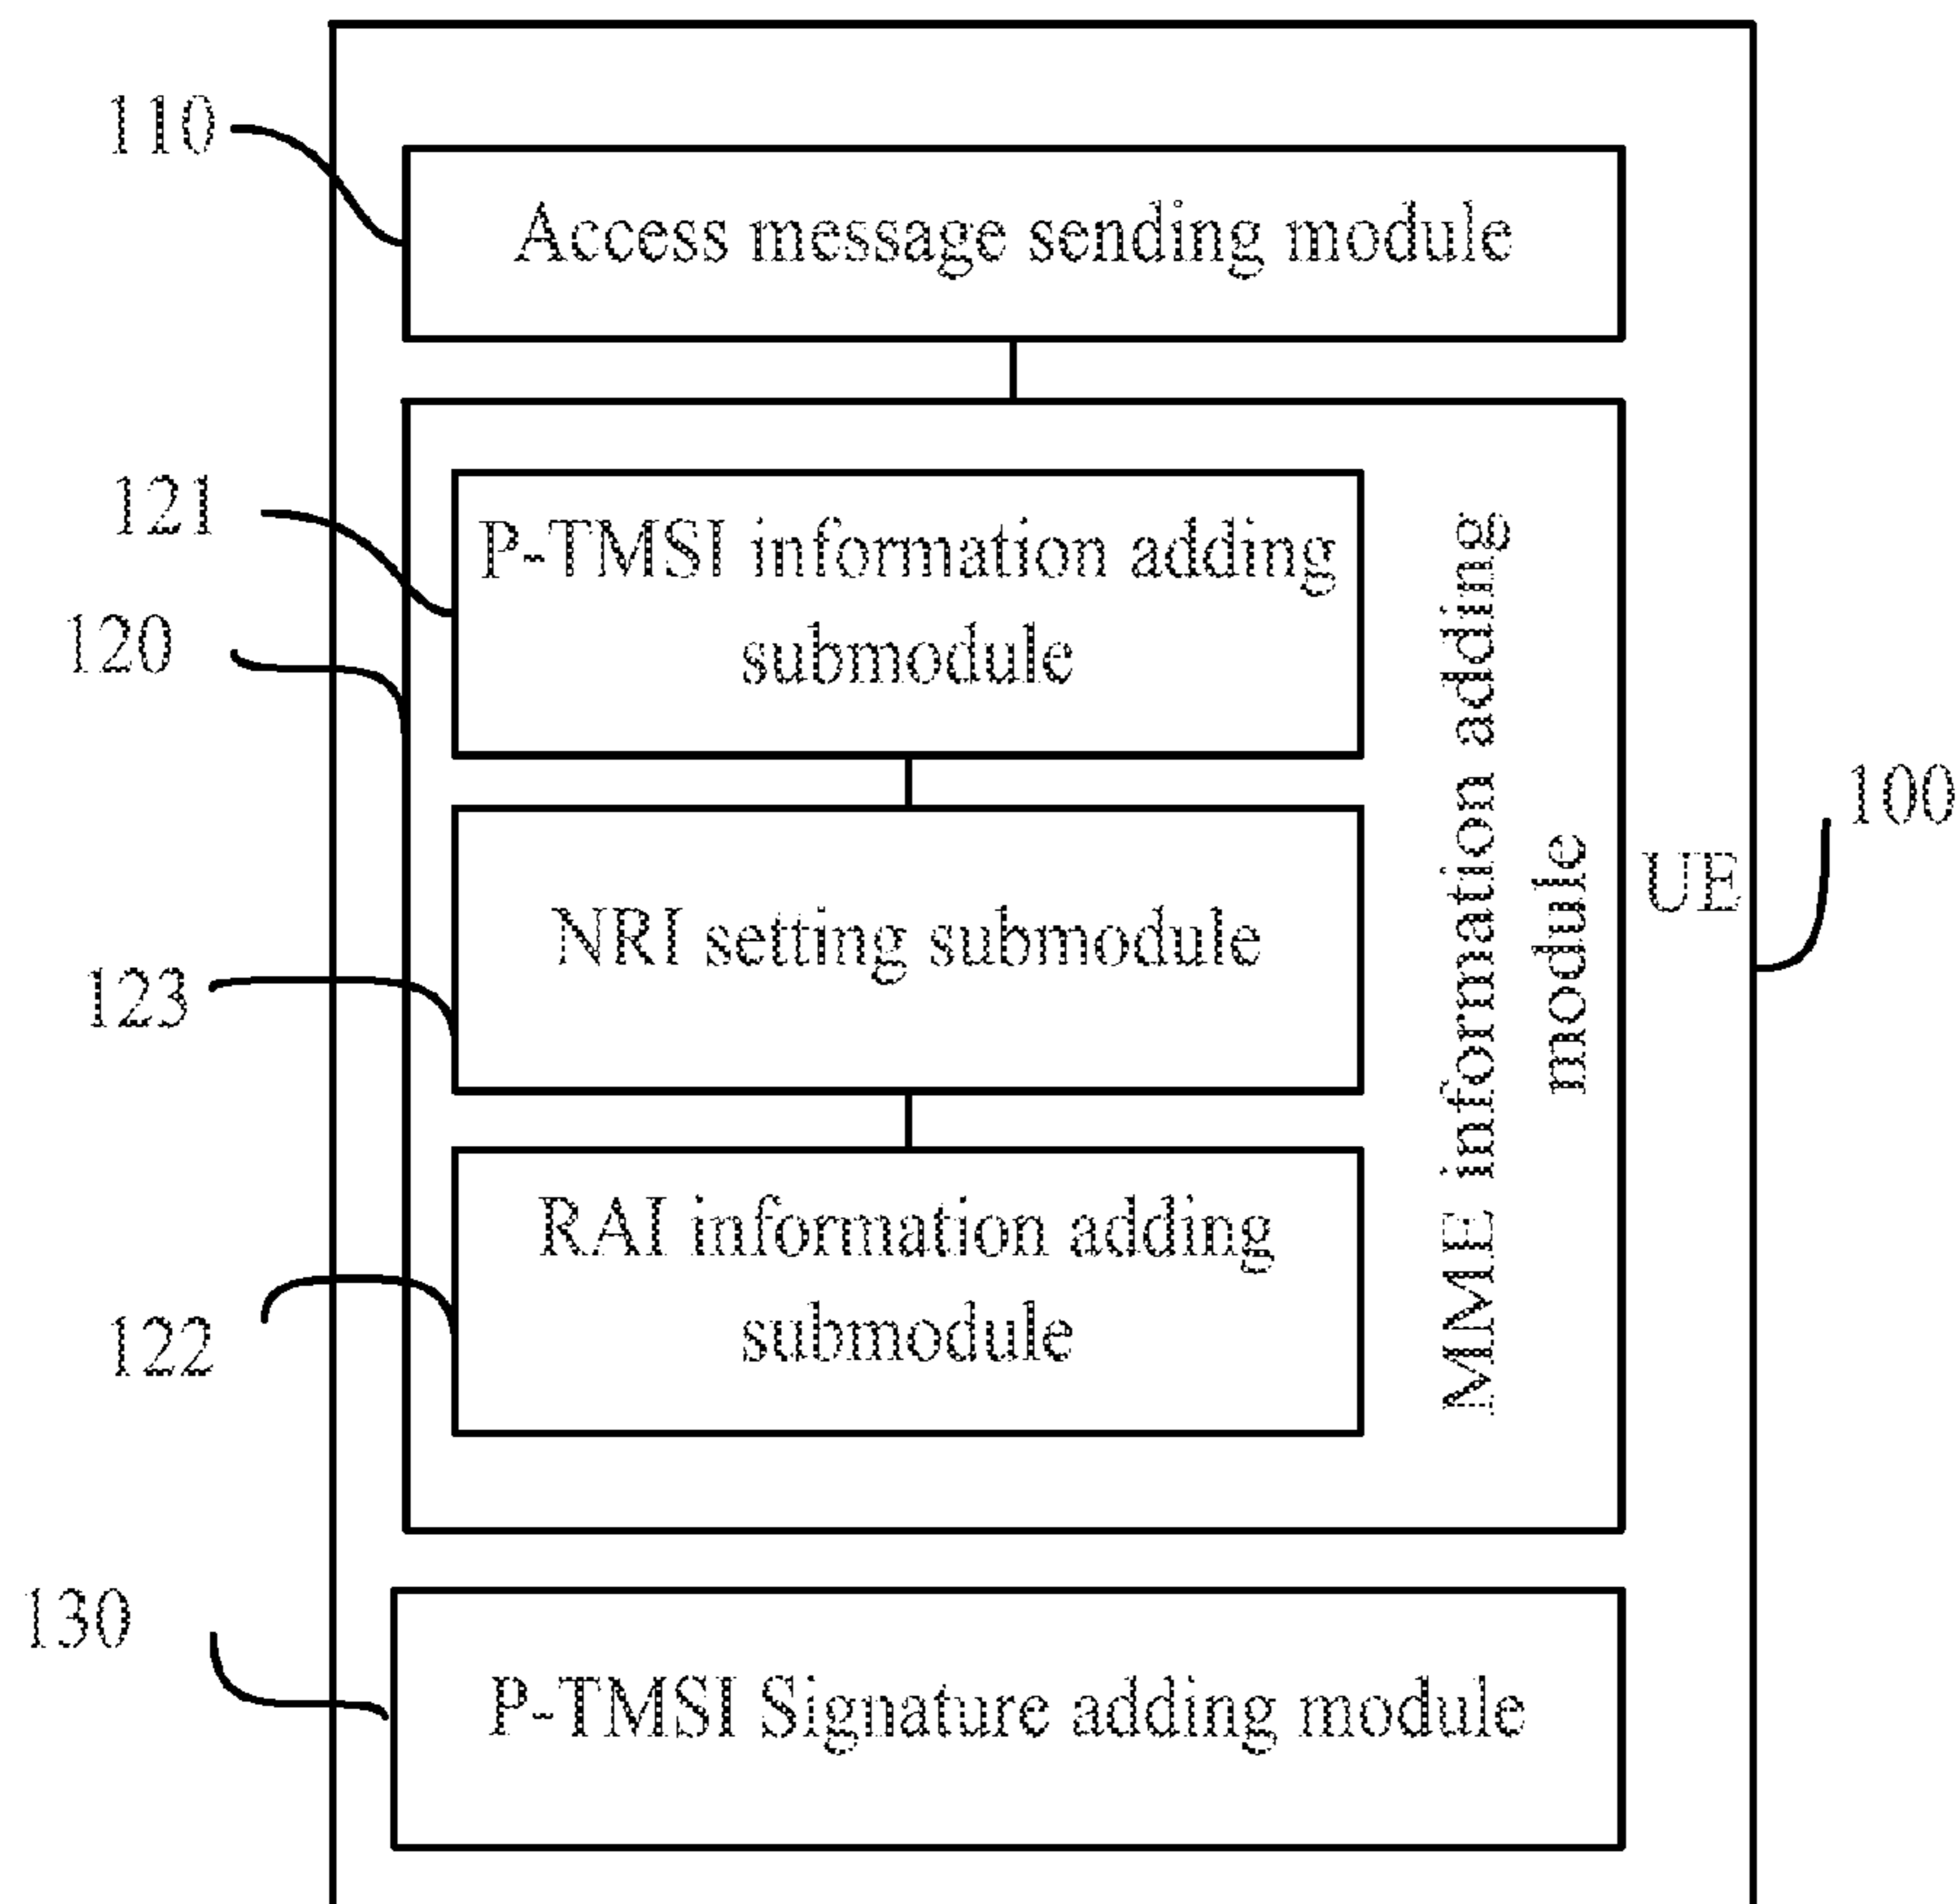 110
Access message sending module
121
P-TMSI information adding
submodule
120
NRI setting submodule
123
RAI information adding
submodule
122
MME information adding
module
UE
100
130
P-TMSI Signature adding module